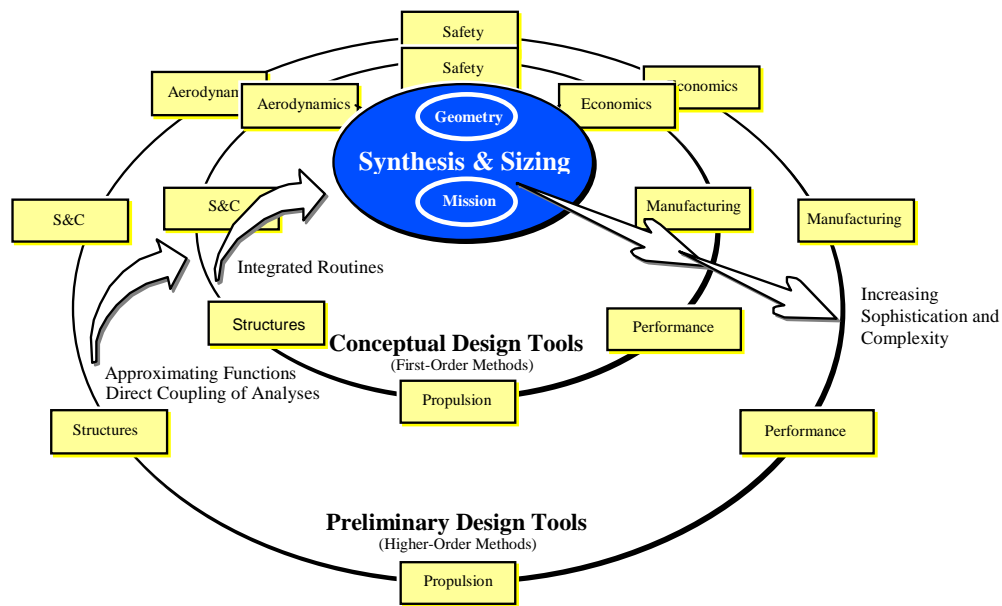 Safety
Safety
Aerodynam
Aerodynamics
Economics
conomics
Geometry
Synthesis & Sizing
Mission
S&C
S&C
Manufacturing
Manufacturing
Integrated Routines
Increasing
Sophistication and
Complexity
Structures
Performance
Conceptual Design Tools
(First-Order Methods)
Approximating Functions
Direct Coupling of Analyses
Propulsion
Structures
Performance
Preliminary Design Tools
(Higher-Order Methods)
Propulsion